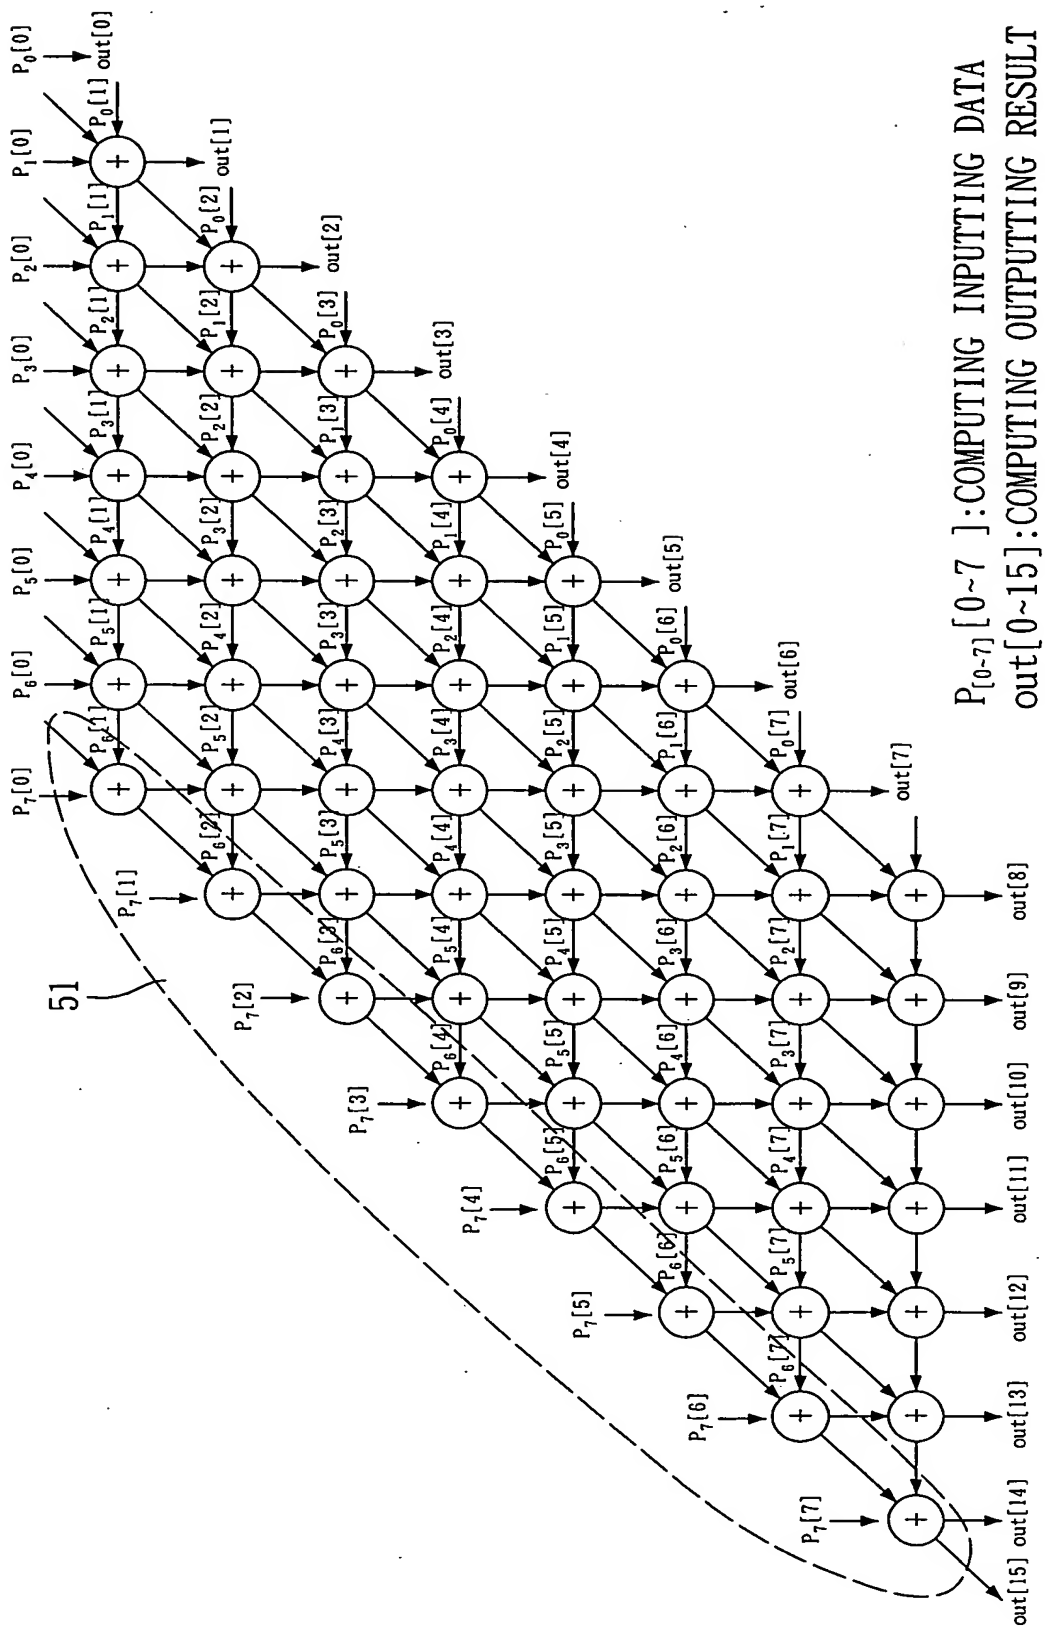 P₇[0] P₆[0] P₅[0] P₄[0] P₃[0] P₂[0] P₁[0] P₀[0]
51
P₆[1] P₅[1] P₄[1] P₃[1] P₂[1] P₁[1] P₀[1] out[0]
P₇[1]
P₆[2] P₅[2] P₄[2] P₃[2] P₂[2] P₁[2] P₀[2] out[1]
P₇[2]
P₆[3] P₅[3] P₄[3] P₃[3] P₂[3] P₁[3] P₀[3] out[2]
P₇[3]
P₆[4] P₅[4] P₄[4] P₃[4] P₂[4] P₁[4] P₀[4] out[3]
P₇[4]
P₆[5] P₅[5] P₄[5] P₃[5] P₂[5] P₁[5] P₀[5] out[4]
P₇[5]
P₆[6] P₅[6] P₄[6] P₃[6] P₂[6] P₁[6] P₀[6] out[5]
P₇[6]
P₆[7] P₅[7] P₄[7] P₃[7] P₂[7] P₁[7] P₀[7] out[6]
P₇[7]
out[7]
out[15] out[14] out[13] out[12] out[11] out[10] out[9] out[8]
P[0~7][0~7 ]:COMPUTING INPUTTING DATA
out[0~15]:COMPUTING OUTPUTTING RESULT